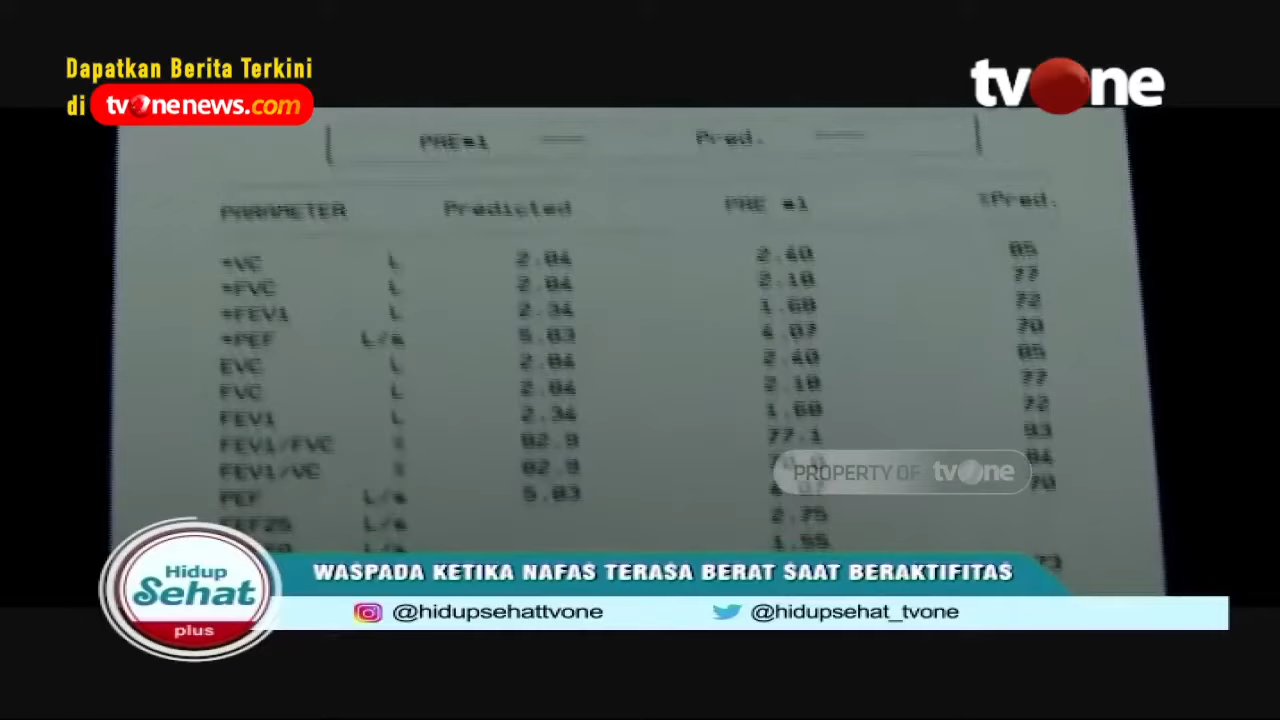 Dapatkan Berita Terkini
di tvOnenews.com
tvOne
PRE#1 Pred.
PARAMETER Predicted PRE #1 %Pred.
*VC L 2.84 2.40 85
*FVC L 2.84 2.18 77
*FEV1 L 2.34 1.68 72
*PEF L/s 5.83 4.07 70
EVC L 2.84 2.40 85
FVC L 2.84 2.18 77
FEV1 L 2.34 1.68 72
FEV1/FVC 82.9 77.1 93
FEV1/VC 82.9 84
PROPERTY OF tvOne
PEF L/s 5.83 4.07 70
FEF25 L/s 2.75
L/s 1.55
73
Hidup
Sehat
plus
WASPADA KETIKA NAFAS TERASA BERAT SAAT BERAKTIFITAS
@hidupsehattvone @hidupsehat_tvone